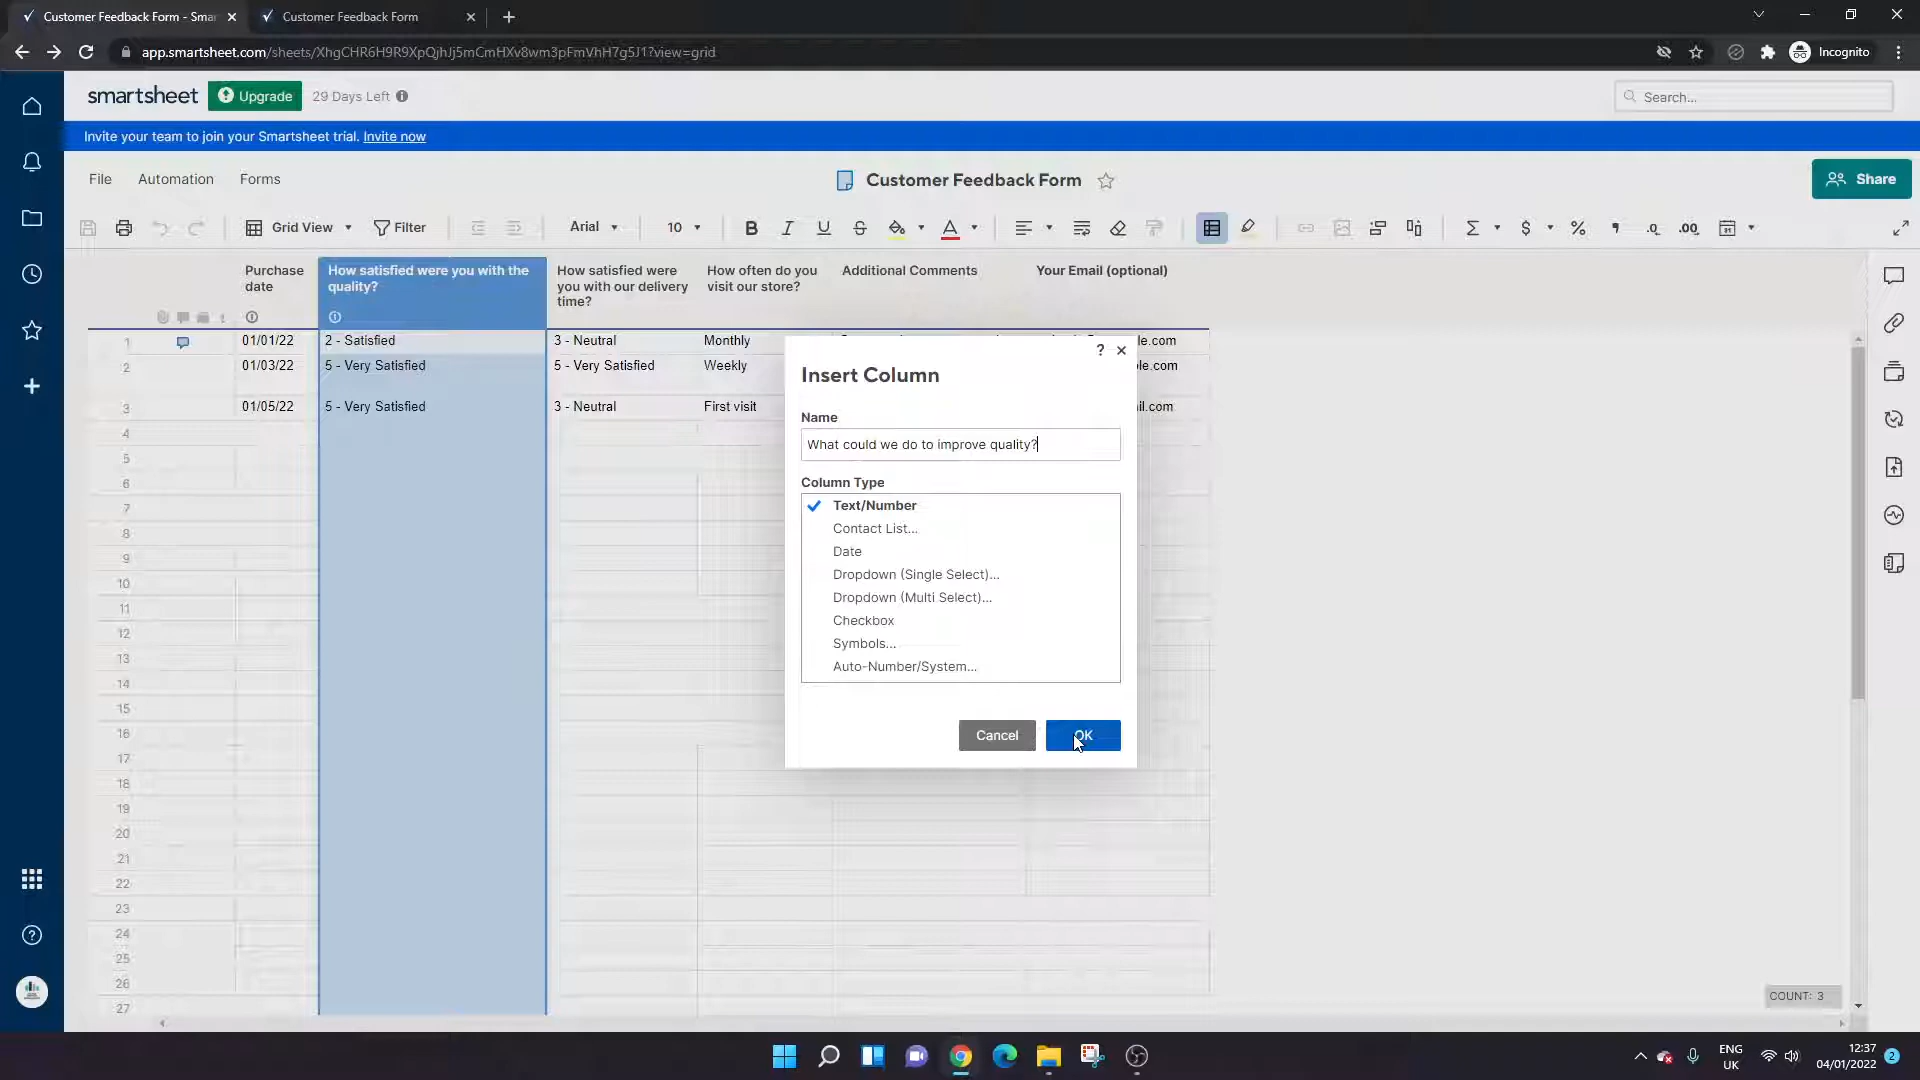 Customer Feedback Form - Smar
Customer Feedback Form
app.smartsheet.com/sheets/XhgCHR6H9R9XpQjhJj5mCmHXv8wm3pFmVhH7g5J1?view=grid
Incognito
smartsheet
Upgrade
29 Days Left
Search...
Invite your team to join your Smartsheet trial. Invite now
File
Automation
Forms
Customer Feedback Form
Share
Grid View
Filter
Arial
10
Purchase date
How satisfied were you with the quality?
How satisfied were you with our delivery time?
How often do you visit our store?
Additional Comments
Your Email (optional)
1 01/01/22 2 - Satisfied 3 - Neutral Monthly le.com
2 01/03/22 5 - Very Satisfied 5 - Very Satisfied Weekly le.com
3 01/05/22 5 - Very Satisfied 3 - Neutral First visit il.com
4
5
6
7
8
9
10
11
12
13
14
15
16
17
18
19
20
21
22
23
24
25
26
27
Insert Column
Name
What could we do to improve quality?
Column Type
Text/Number
Contact List...
Date
Dropdown (Single Select)...
Dropdown (Multi Select)...
Checkbox
Symbols...
Auto-Number/System...
Cancel
OK
COUNT: 3
ENG
UK
12:37
04/01/2022
2